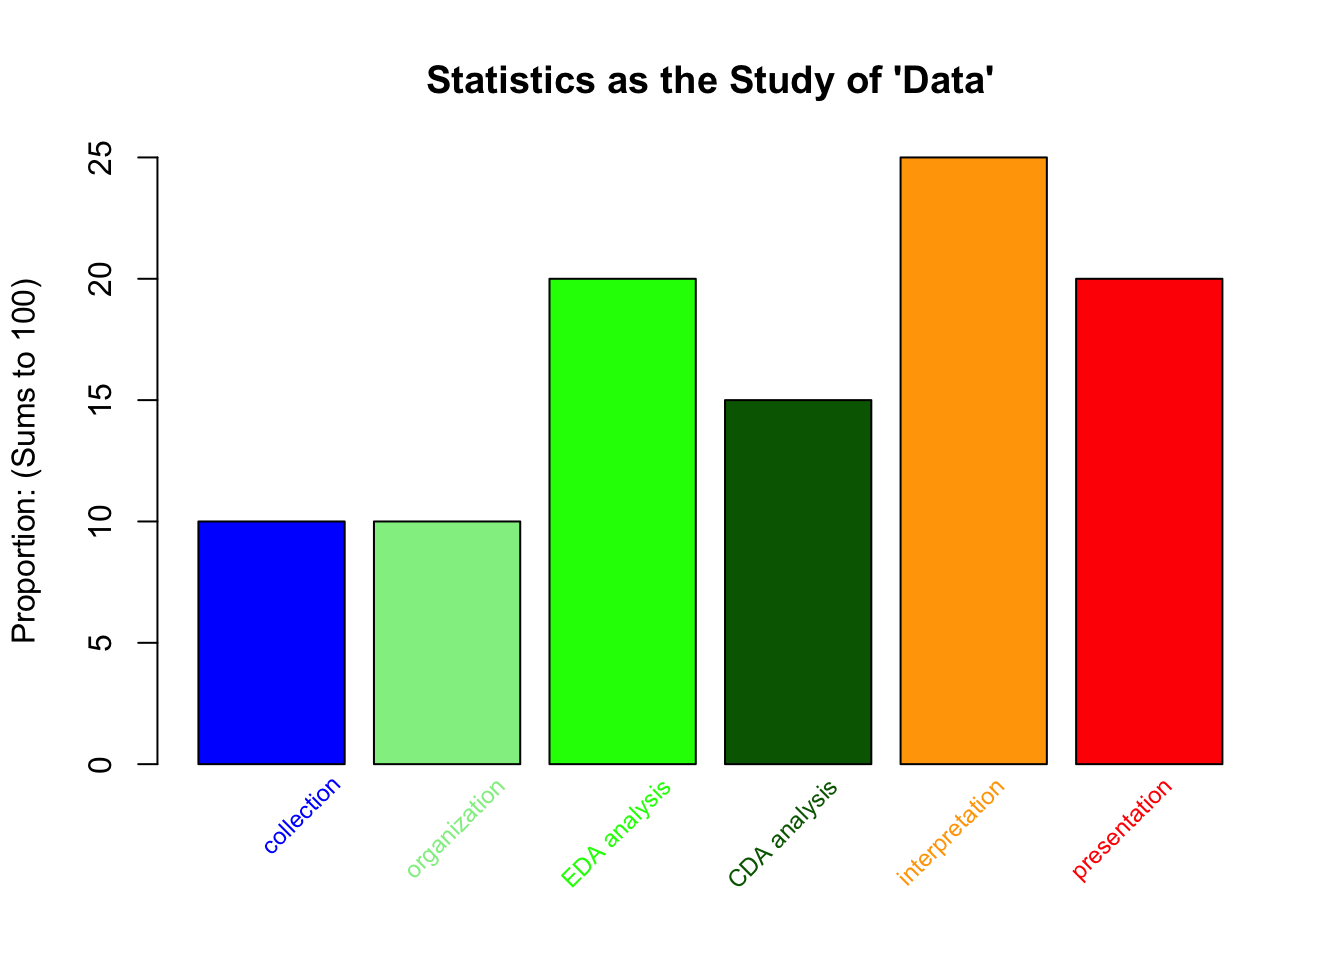 Statistics as the Study of 'Data'
Proportion: (Sums to 100)
25
20
15
10
5
0
collection
organization
EDA analysis
CDA analysis
interpretation
presentation